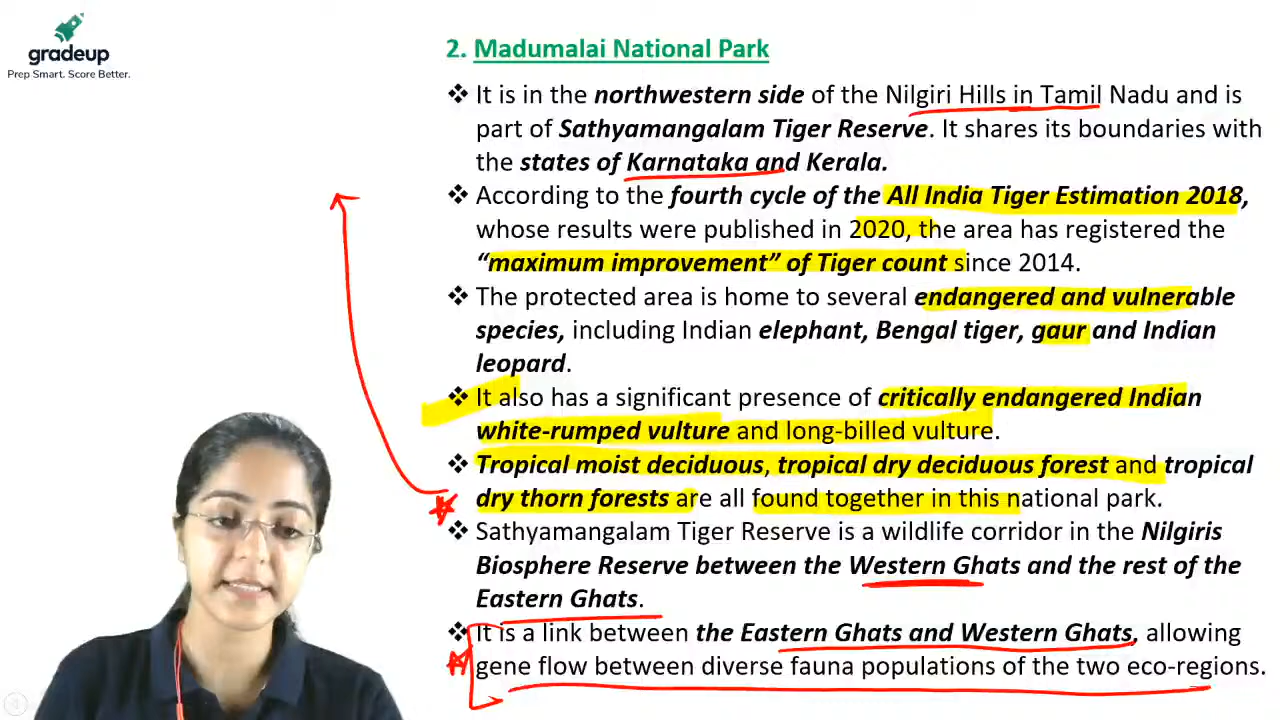 gradeup
Prep Smart. Score Better.
2. Madumalai National Park
❖ It is in the northwestern side of the Nilgiri Hills in Tamil Nadu and is
part of Sathyamangalam Tiger Reserve. It shares its boundaries with
the states of Karnataka and Kerala.
❖ According to the fourth cycle of the All India Tiger Estimation 2018,
whose results were published in 2020, the area has registered the
“maximum improvement” of Tiger count since 2014.
❖ The protected area is home to several endangered and vulnerable
species, including Indian elephant, Bengal tiger, gaur and Indian
leopard.
❖ It also has a significant presence of critically endangered Indian
white-rumped vulture and long-billed vulture.
❖ Tropical moist deciduous, tropical dry deciduous forest and tropical
dry thorn forests are all found together in this national park.
❖ Sathyamangalam Tiger Reserve is a wildlife corridor in the Nilgiris
Biosphere Reserve between the Western Ghats and the rest of the
Eastern Ghats.
❖ It is a link between the Eastern Ghats and Western Ghats, allowing
gene flow between diverse fauna populations of the two eco-regions.